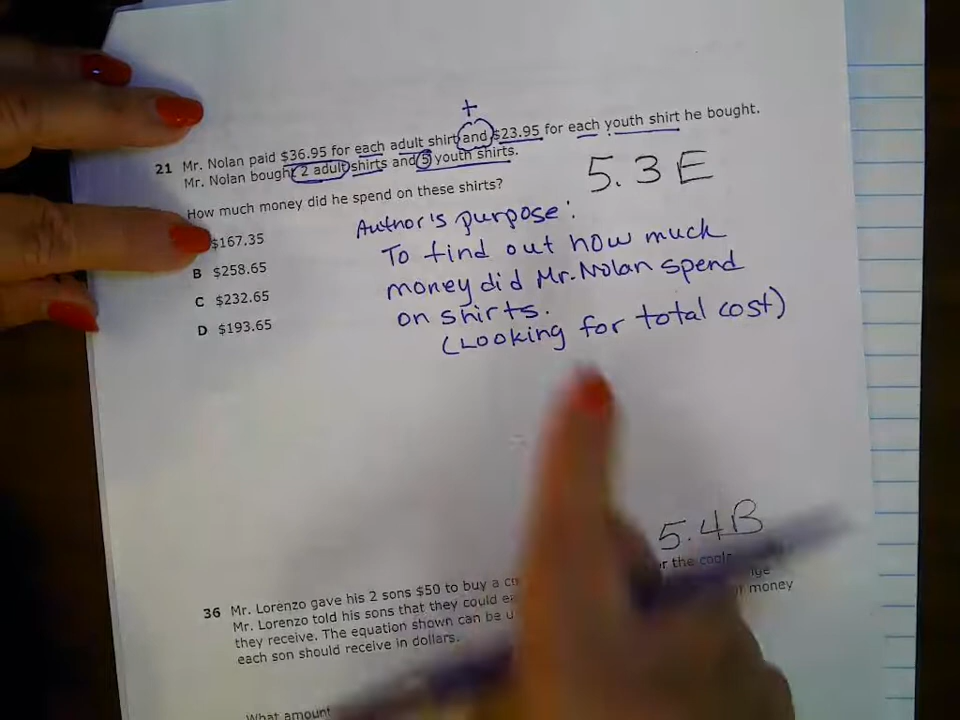 +
21 Mr. Nolan paid $36.95 for each adult shirt and $23.95 for each youth shirt he bought.
Mr. Nolan bought 2 adult shirts and 5 youth shirts.
How much money did he spend on these shirts?
5.3E
$167.35
B $258.65
C $232.65
D $193.65
Author's purpose:
To find out how much
money did Mr. Nolan spend
on shirts.
(Looking for total cost)
5.4B
36 Mr. Lorenzo gave his 2 sons $50 to buy a
Mr. Lorenzo told his sons that they could
they receive. The equation shown can be
money
each son should receive in dollars.
What amount